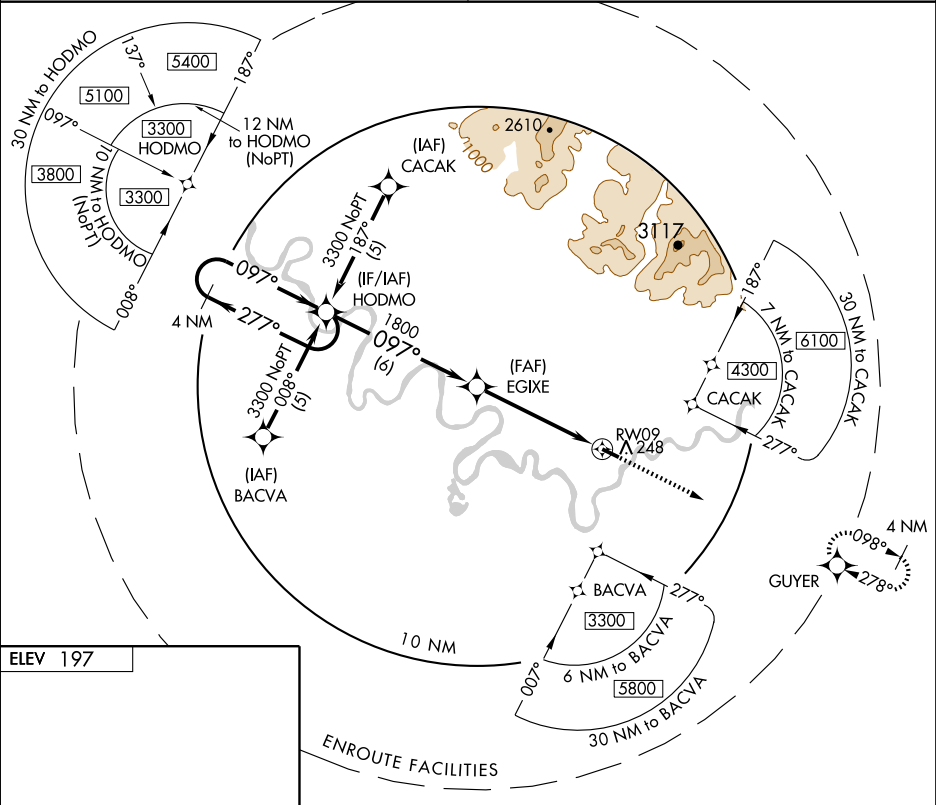 30 NM to HODMO
137°
5400
187°
5100
097°
3300
HODMO
12 NM
to HODMO
(NoPT)
3800
10 NM to HODMO
(NoPT)
3300
008°
(IAF)
CACAK
1000
2610
3117
3300 NoPT
187°
(5)
097°
(IF/IAF)
HODMO
4 NM
277°
1800
097°
(6)
3300 NoPT
008°
(5)
(FAF)
EGIXE
(IAF)
BACVA
RW09
248
187°
7 NM to CACAK
30 NM to CACAK
6100
4300
CACAK
277°
4 NM
098°
278°
GUYER
BACVA
277°
3300
6 NM to BACVA
007°
5800
30 NM to BACVA
10 NM
ELEV 197
ENROUTE FACILITIES